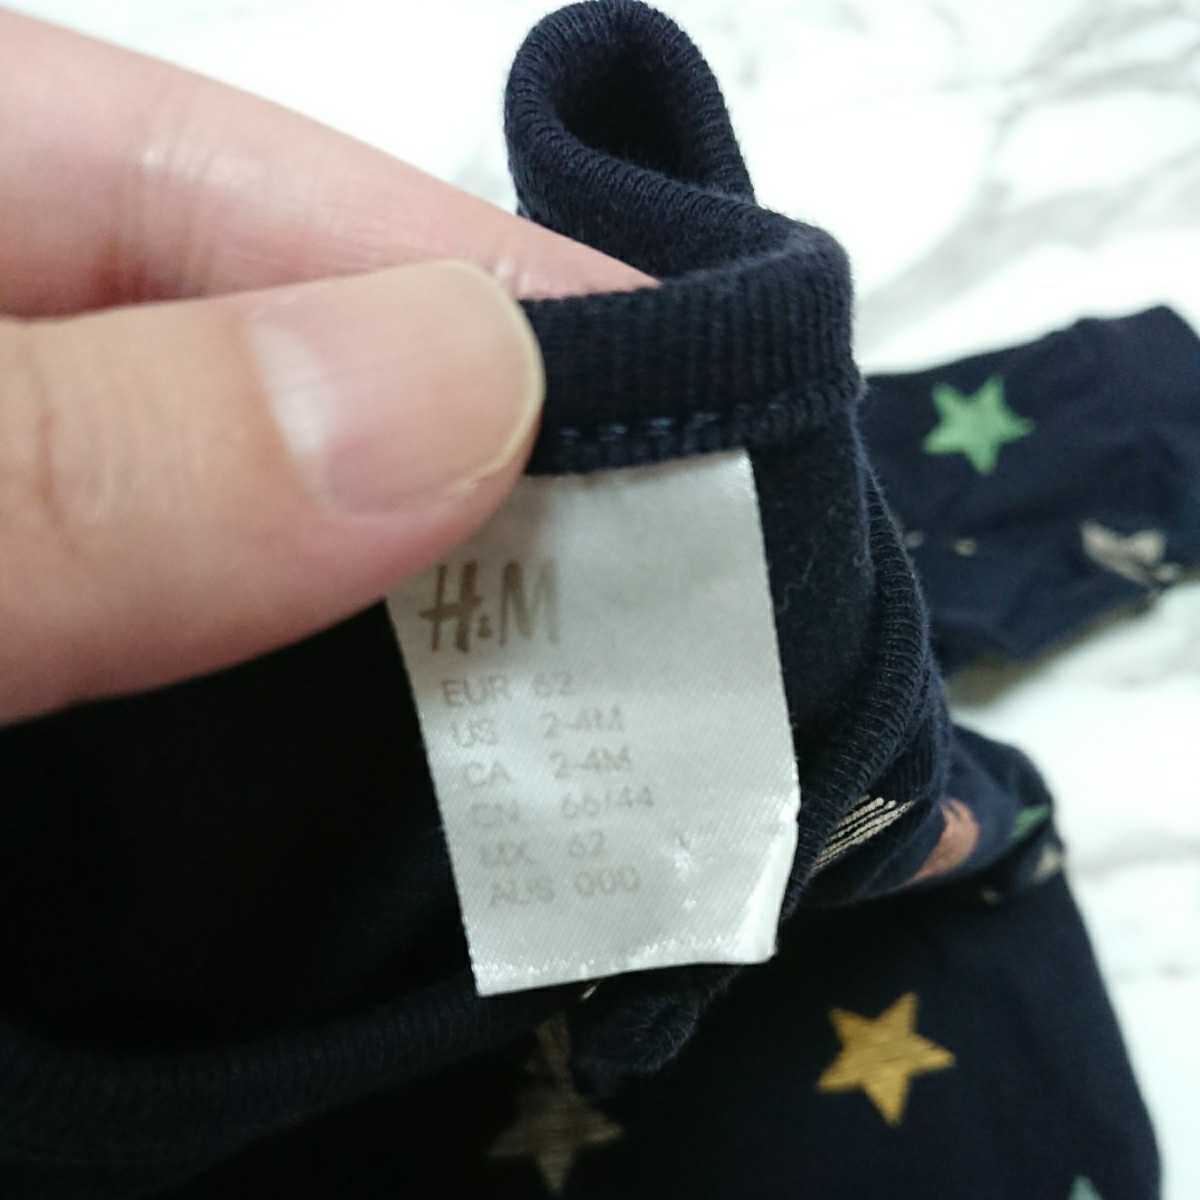 H&M
EUR 62
US 2-4M
CA 2-4M
CN 66/44
MX 62
AUS 000